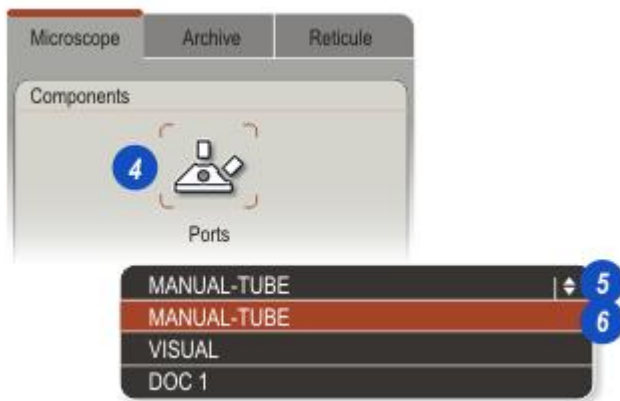 Microscope Archive Reticule
Components
4
Ports
MANUAL-TUBE 5
MANUAL-TUBE 6
VISUAL
DOC 1